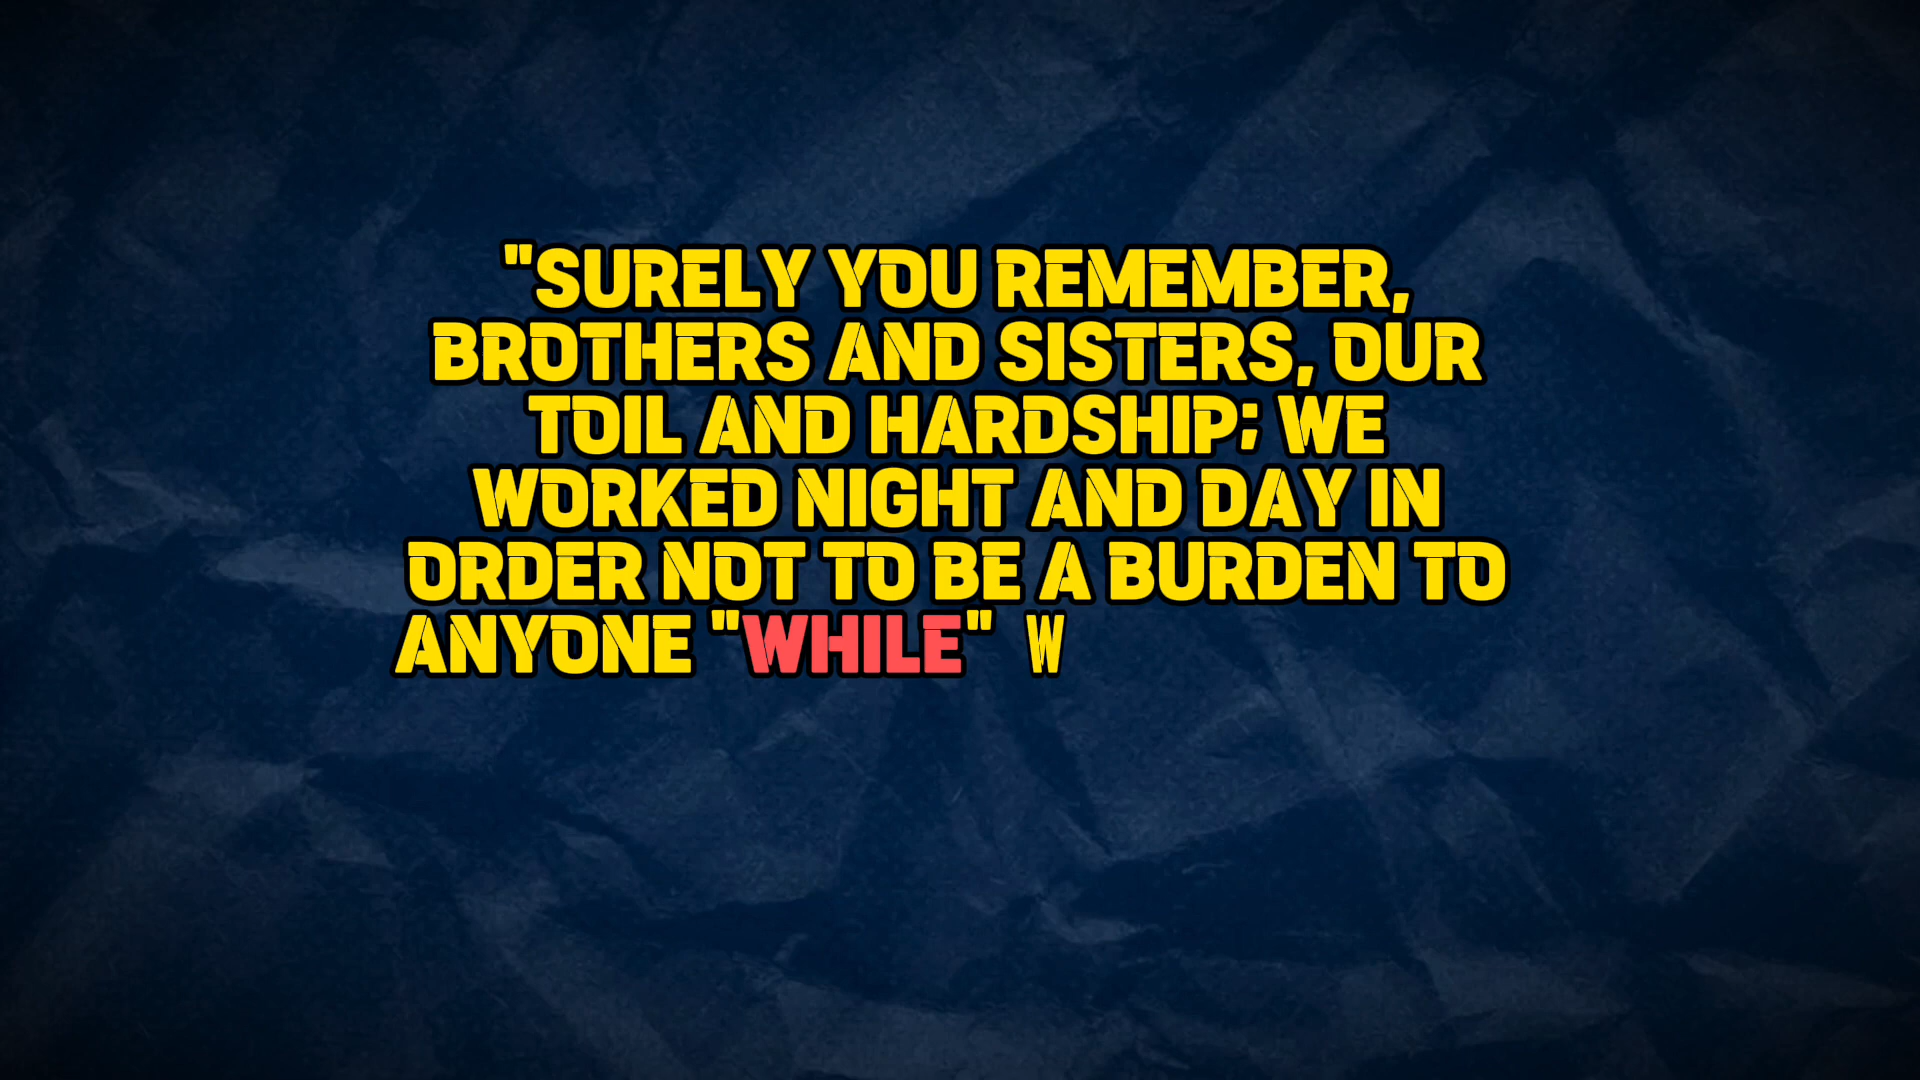 "SURELY YOU REMEMBER,
BROTHERS AND SISTERS, OUR
TOIL AND HARDSHIP; WE
WORKED NIGHT AND DAY IN
ORDER NOT TO BE A BURDEN TO
ANYONE "WHILE" W